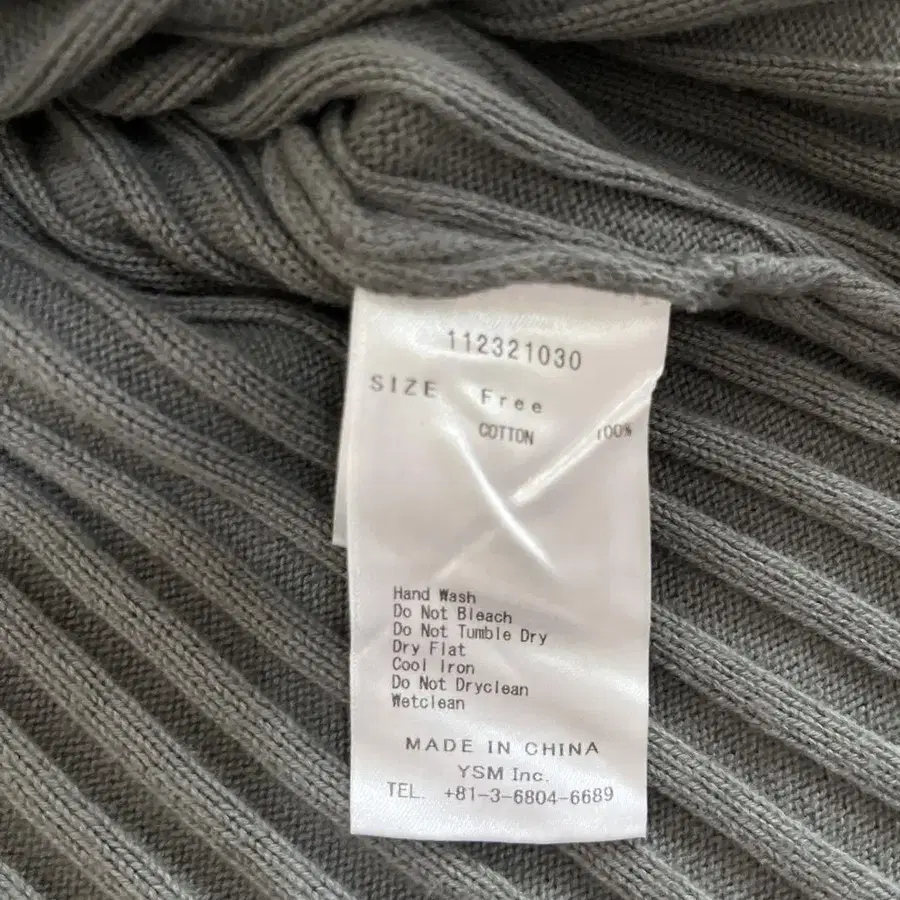 112321030
SIZE Free
COTTON 100%
Hand Wash
Do Not Bleach
Do Not Tumble Dry
Dry Flat
Cool Iron
Do Not Dryclean
Wetclean
MADE IN CHINA
YSM Inc.
TEL. +81-3-6804-6689